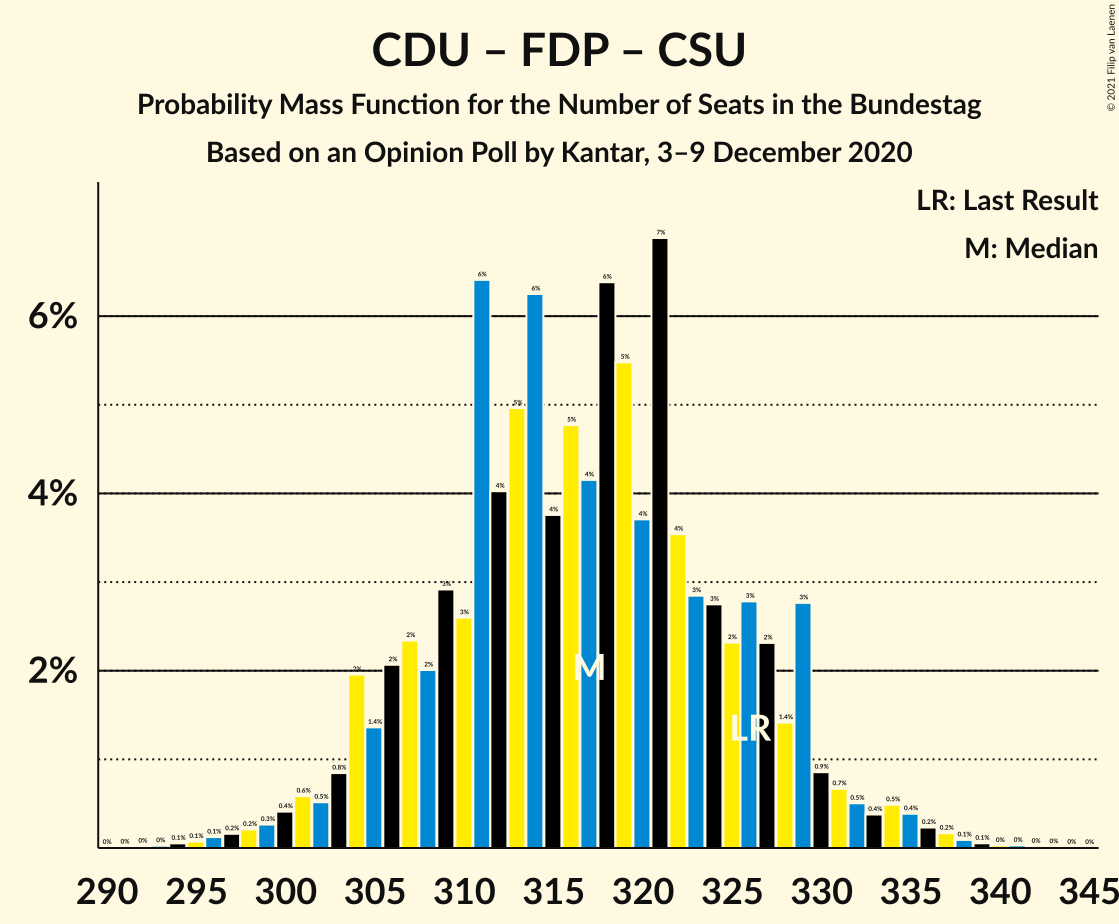 CDU – FDP – CSU
Probability Mass Function for the Number of Seats in the Bundestag
Based on an Opinion Poll by Kantar, 3–9 December 2020
© 2021 Filip van Laenen
LR: Last Result
M: Median
6%
4%
2%
0% 0% 0% 0% 0.1% 0.1% 0.1% 0.2% 0.2% 0.3% 0.4% 0.6% 0.5% 0.8% 2% 1.4% 2% 2% 2% 3% 3% 6% 4% 5% 6% 4% 5% 4% 6% 5% 4% 7% 4% 3% 3% 2% 3% 2% 1.4% 3% 0.9% 0.7% 0.5% 0.4% 0.5% 0.4% 0.2% 0.2% 0.1% 0.1% 0% 0% 0% 0% 0%
M
LR
290 295 300 305 310 315 320 325 330 335 340 345